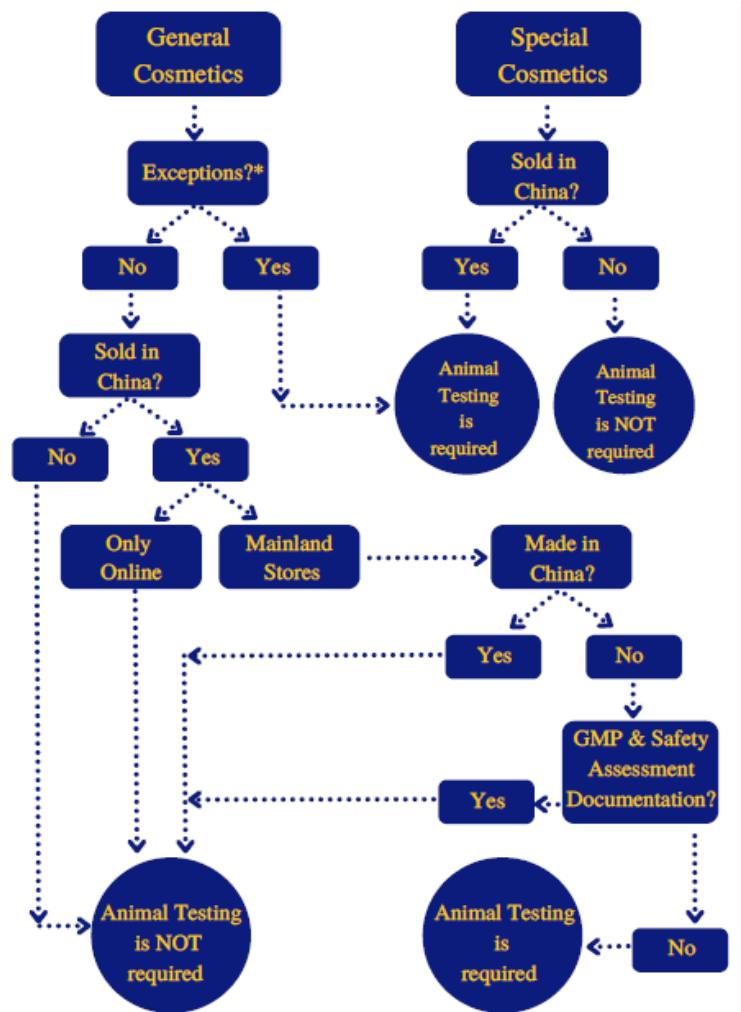 General
Cosmetics
Special
Cosmetics
Exceptions?*
Sold in
China?
No
Yes
Yes
No
Sold in
China?
Animal
Testing
is
required
Animal
Testing
is NOT
required
No
Yes
Only
Online
Mainland
Stores
Made in
China?
Yes
No
GMP & Safety
Assessment
Documentation?
Yes
Animal Testing
is NOT
required
Animal Testing
is
required
No